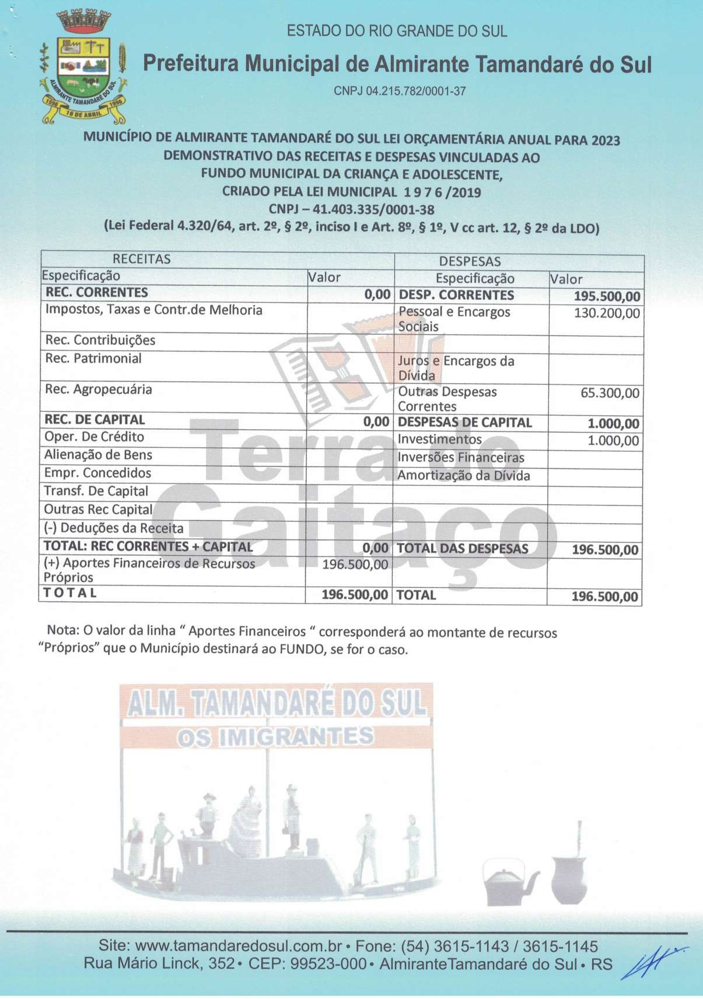 ESTADO DO RIO GRANDE DO SUL
Prefeitura Municipal de Almirante Tamandaré do Sul
CNPJ 04.215.782/0001-37
ALMIRANTE TAMANDARÉ DO SUL
1996 16 DE ABRIL 1996
MUNICÍPIO DE ALMIRANTE TAMANDARÉ DO SUL LEI ORÇAMENTÁRIA ANUAL PARA 2023
DEMONSTRATIVO DAS RECEITAS E DESPESAS VINCULADAS AO
FUNDO MUNICIPAL DA CRIANÇA E ADOLESCENTE,
CRIADO PELA LEI MUNICIPAL 1 9 7 6 /2019
CNPJ – 41.403.335/0001-38
(Lei Federal 4.320/64, art. 2º, § 2º, inciso I e Art. 8º, § 1º, V cc art. 12, § 2º da LDO)
RECEITAS DESPESAS
Especificação Valor Especificação Valor
REC. CORRENTES 0,00 DESP. CORRENTES 195.500,00
Impostos, Taxas e Contr.de Melhoria Pessoal e Encargos 130.200,00
Sociais
Rec. Contribuições
Rec. Patrimonial Juros e Encargos da
Dívida
Rec. Agropecuária Outras Despesas 65.300,00
Correntes
REC. DE CAPITAL 0,00 DESPESAS DE CAPITAL 1.000,00
Oper. De Crédito Investimentos 1.000,00
Alienação de Bens Inversões Financeiras
Empr. Concedidos Amortização da Dívida
Transf. De Capital
Outras Rec Capital
(-) Deduções da Receita
TOTAL: REC CORRENTES + CAPITAL 0,00 TOTAL DAS DESPESAS 196.500,00
(+) Aportes Financeiros de Recursos 196.500,00
Próprios
T O T A L 196.500,00 TOTAL 196.500,00
Terra do
Gaitaço
Nota: O valor da linha “ Aportes Financeiros “ corresponderá ao montante de recursos
“Próprios” que o Município destinará ao FUNDO, se for o caso.
ALM. TAMANDARÉ DO SUL
OS IMIGRANTES
Site: www.tamandaredosul.com.br • Fone: (54) 3615-1143 / 3615-1145
Rua Mário Linck, 352 • CEP: 99523-000 • AlmiranteTamandaré do Sul • RS